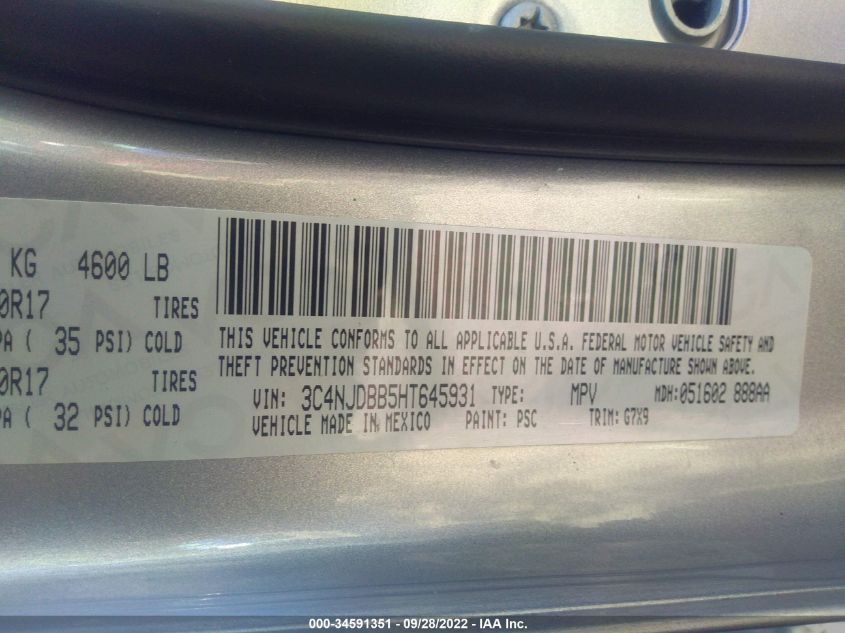 KG 4600 LB
0R17 TIRES
PA ( 35 PSI) COLD
0R17 TIRES
PA ( 32 PSI) COLD
THIS VEHICLE CONFORMS TO ALL APPLICABLE U.S.A. FEDERAL MOTOR VEHICLE SAFETY AND
THEFT PREVENTION STANDARDS IN EFFECT ON THE DATE OF MANUFACTURE SHOWN ABOVE.
VIN: 3C4NJDBB5HT645931 TYPE: MPV MDH:051602 888AA
VEHICLE MADE IN MEXICO PAINT: PSC TRIM: G7X9
000-34591351 - 09/28/2022 - IAA Inc.